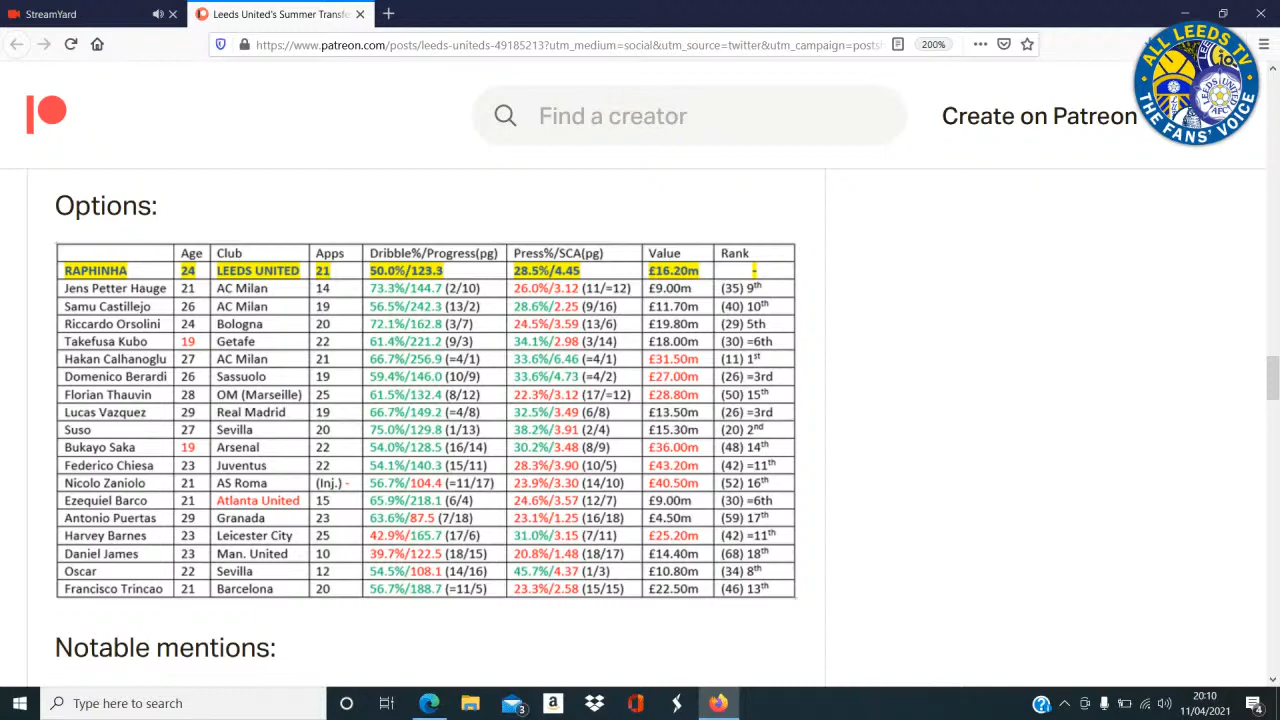 StreamYard
Leeds United's Summer Transfe
https://www.patreon.com/posts/leeds-united-
200%
ALL LEEDS TV
THE FANS' VOICE
Find a creator
Create on Patreon
Options:
Age Club Apps Dribble%/Progress(pg) Press%/SCA(pg) Value Rank
RAPHINHA 24 LEEDS UNITED 21 50.0%/123.3 28.5%/4.45 £16.20m -
Jens Petter Hauge 21 AC Milan 14 73.3%/144.7 (2/10) 26.0%/3.12 (11/=12) £9.00m (35) 9th
Samu Castillejo 26 AC Milan 19 56.5%/242.3 (13/2) 28.6%/2.25 (9/16) £11.70m (40) 10th
Riccardo Orsolini 24 Bologna 20 72.1%/162.8 (3/7) 24.5%/3.59 (13/6) £19.80m (29) 5th
Takefusa Kubo 19 Getafe 22 61.4%/221.2 (9/3) 34.1%/2.98 (3/14) £18.00m (30) =6th
Hakan Calhanoglu 27 AC Milan 21 66.7%/256.9 (=4/1) 33.6%/6.46 (=4/1) £31.50m (11) 1st
Domenico Berardi 26 Sassuolo 19 59.4%/146.0 (10/9) 33.6%/4.73 (=4/2) £27.00m (26) =3rd
Florian Thauvin 28 OM (Marseille) 25 61.5%/132.4 (8/12) 22.3%/3.12 (17/=12) £28.80m (50) 15th
Lucas Vazquez 29 Real Madrid 19 66.7%/149.2 (=4/8) 32.5%/3.49 (6/8) £13.50m (26) =3rd
Suso 27 Sevilla 20 75.0%/129.8 (1/13) 38.2%/3.91 (2/4) £15.30m (20) 2nd
Bukayo Saka 19 Arsenal 22 54.0%/128.5 (16/14) 30.2%/3.48 (8/9) £36.00m (48) 14th
Federico Chiesa 23 Juventus 22 54.1%/140.3 (15/11) 28.3%/3.90 (10/5) £43.20m (42) =11th
Nicolo Zaniolo 21 AS Roma (Inj.) - 56.7%/104.4 (=11/17) 23.9%/3.30 (14/10) £40.50m (52) 16th
Ezequiel Barco 21 Atlanta United 15 65.9%/218.1 (6/4) 24.6%/3.57 (12/7) £9.00m (30) =6th
Antonio Puertas 29 Granada 23 63.6%/87.5 (7/18) 23.1%/1.25 (16/18) £4.50m (59) 17th
Harvey Barnes 23 Leicester City 25 42.9%/165.7 (17/6) 31.0%/3.15 (7/11) £25.20m (42) =11th
Daniel James 23 Man. United 10 39.7%/122.5 (18/15) 20.8%/1.48 (18/17) £14.40m (68) 18th
Oscar 22 Sevilla 12 54.5%/108.1 (14/16) 45.7%/4.37 (1/3) £10.80m (34) 8th
Francisco Trincao 21 Barcelona 20 56.7%/188.7 (=11/5) 23.3%/2.58 (15/15) £22.50m (46) 13th
Notable mentions:
Type here to search
3
a
20:10
11/04/2021
4